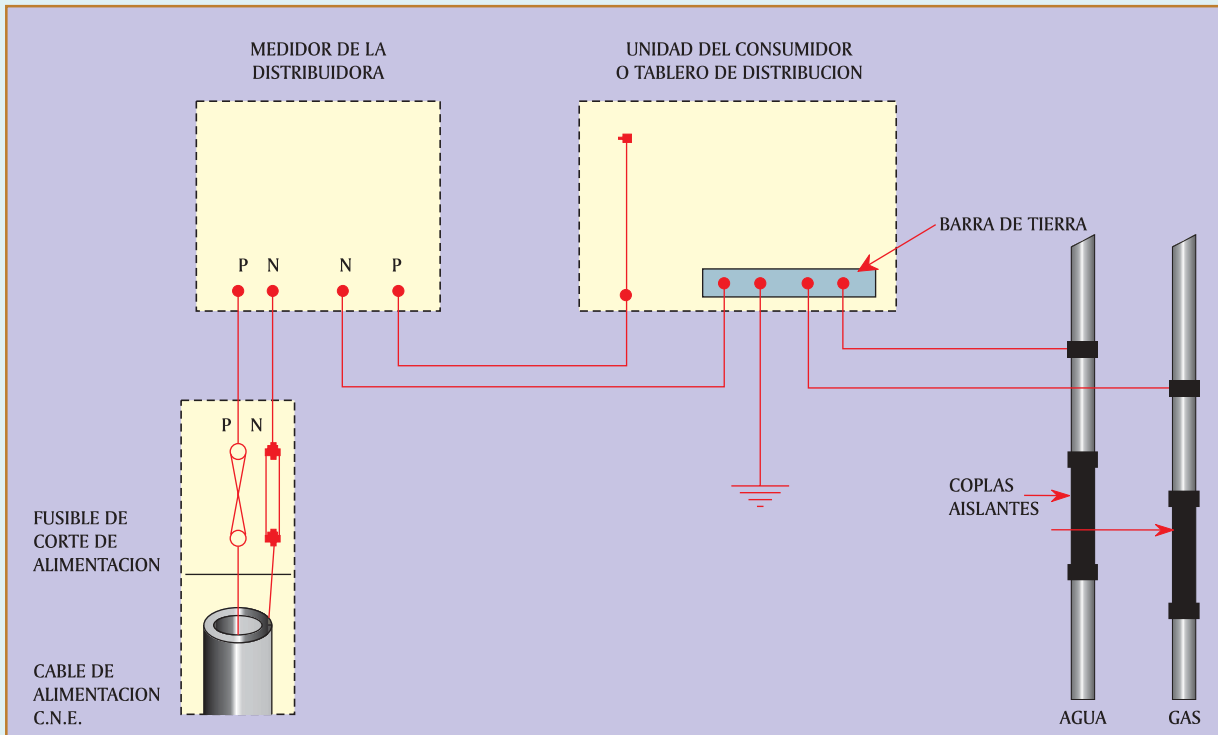 MEDIDOR DE LA
DISTRIBUIDORA
UNIDAD DEL CONSUMIDOR
O TABLERO DE DISTRIBUCION
BARRA DE TIERRA
P N N P
P N
COPLAS
AISLANTES
FUSIBLE DE
CORTE DE
ALIMENTACION
CABLE DE
ALIMENTACION
C.N.E.
AGUA
GAS